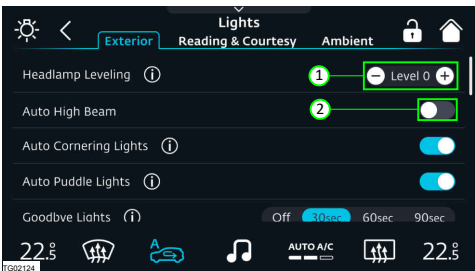 Lights
Exterior Reading & Courtesy Ambient
Headlamp Leveling i 1 − Level 0 +
Auto High Beam 2
Auto Cornering Lights i
Auto Puddle Lights i
Goodbye Lights i Off 30sec 60sec 90sec
22.5° A AUTO A/C 22.5°
TG02124